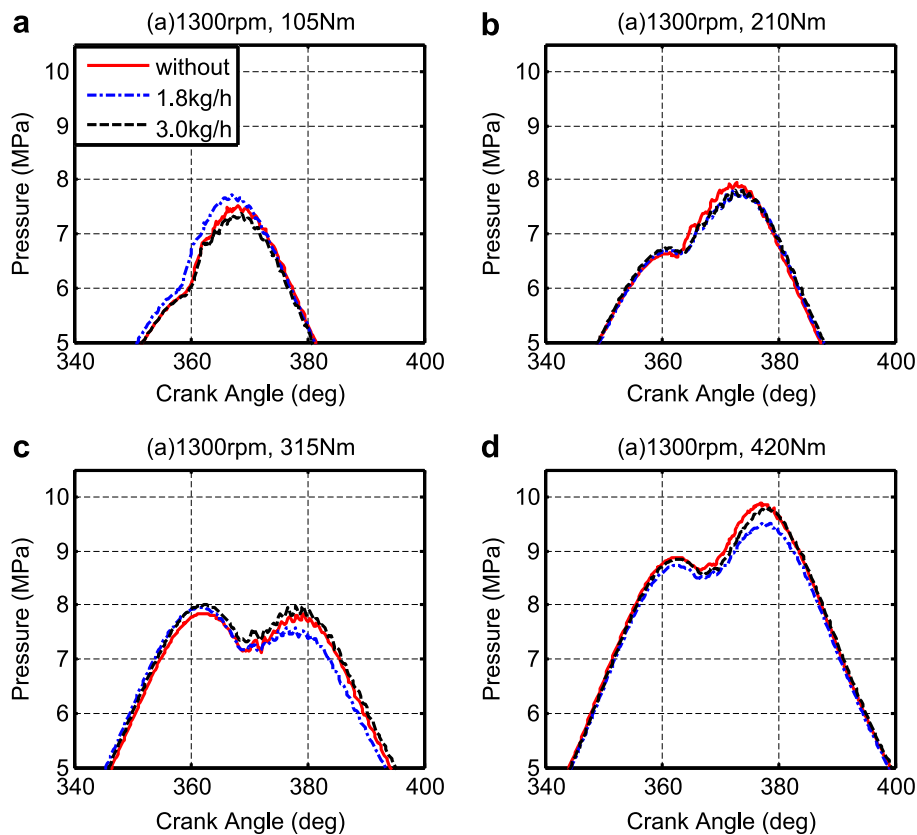 a
(a)1300rpm, 105Nm
without
1.8kg/h
3.0kg/h
10
9
8
7
6
5
Pressure (MPa)
340
360
380
400
Crank Angle (deg)
b
(a)1300rpm, 210Nm
10
9
8
7
6
5
Pressure (MPa)
340
360
380
400
Crank Angle (deg)
c
(a)1300rpm, 315Nm
10
9
8
7
6
5
Pressure (MPa)
340
360
380
400
Crank Angle (deg)
d
(a)1300rpm, 420Nm
10
9
8
7
6
5
Pressure (MPa)
340
360
380
400
Crank Angle (deg)